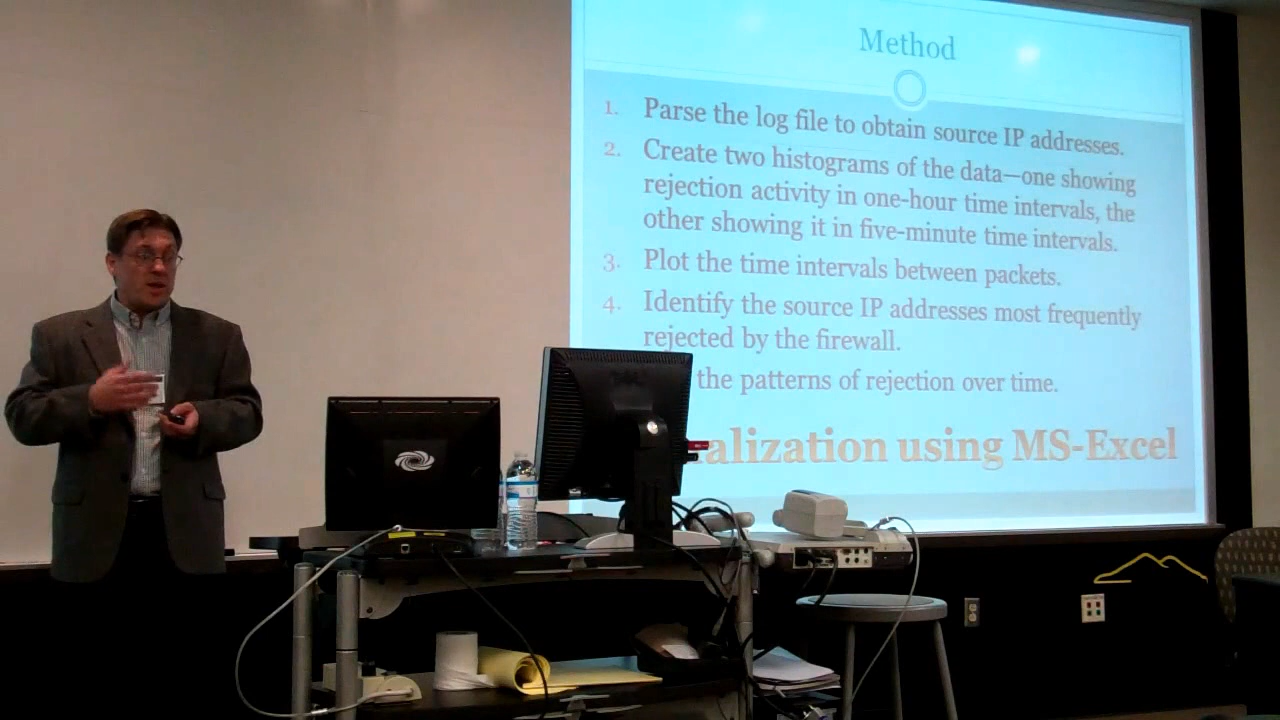 Method
1. Parse the log file to obtain source IP addresses.
2. Create two histograms of the data—one showing
rejection activity in one-hour time intervals, the
other showing it in five-minute time intervals.
3. Plot the time intervals between packets.
4. Identify the source IP addresses most frequently
rejected by the firewall.
the patterns of rejection over time.
alization using MS-Excel